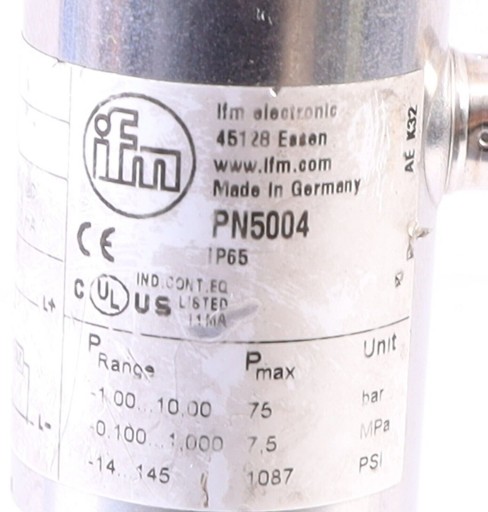 ifm
ifm electronic
45128 Essen
www.ifm.com
Made in Germany
PN5004
IP65
CE
C UL US
IND.CONT.EQ
LISTED
11MA
AE K32
L+
L-
P Range Pmax Unit
-1,00...10,00 75 bar
-0,100...1,000 7,5 MPa
-14...145 1087 PSI